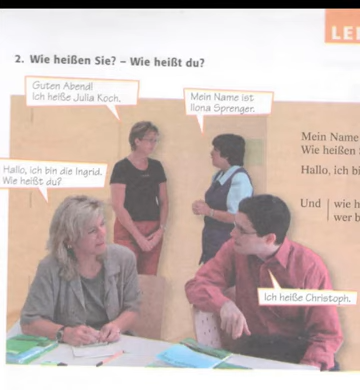 LE
2. Wie heißen Sie? – Wie heißt du?
Guten Abend!
Ich heiße Julia Koch.
Mein Name ist
Ilona Sprenger.
Mein Name
Wie heißen
Hallo, ich bin die Ingrid.
Wie heißt du?
Hallo, ich bi
Und
wie h
wer b
Ich heiße Christoph.